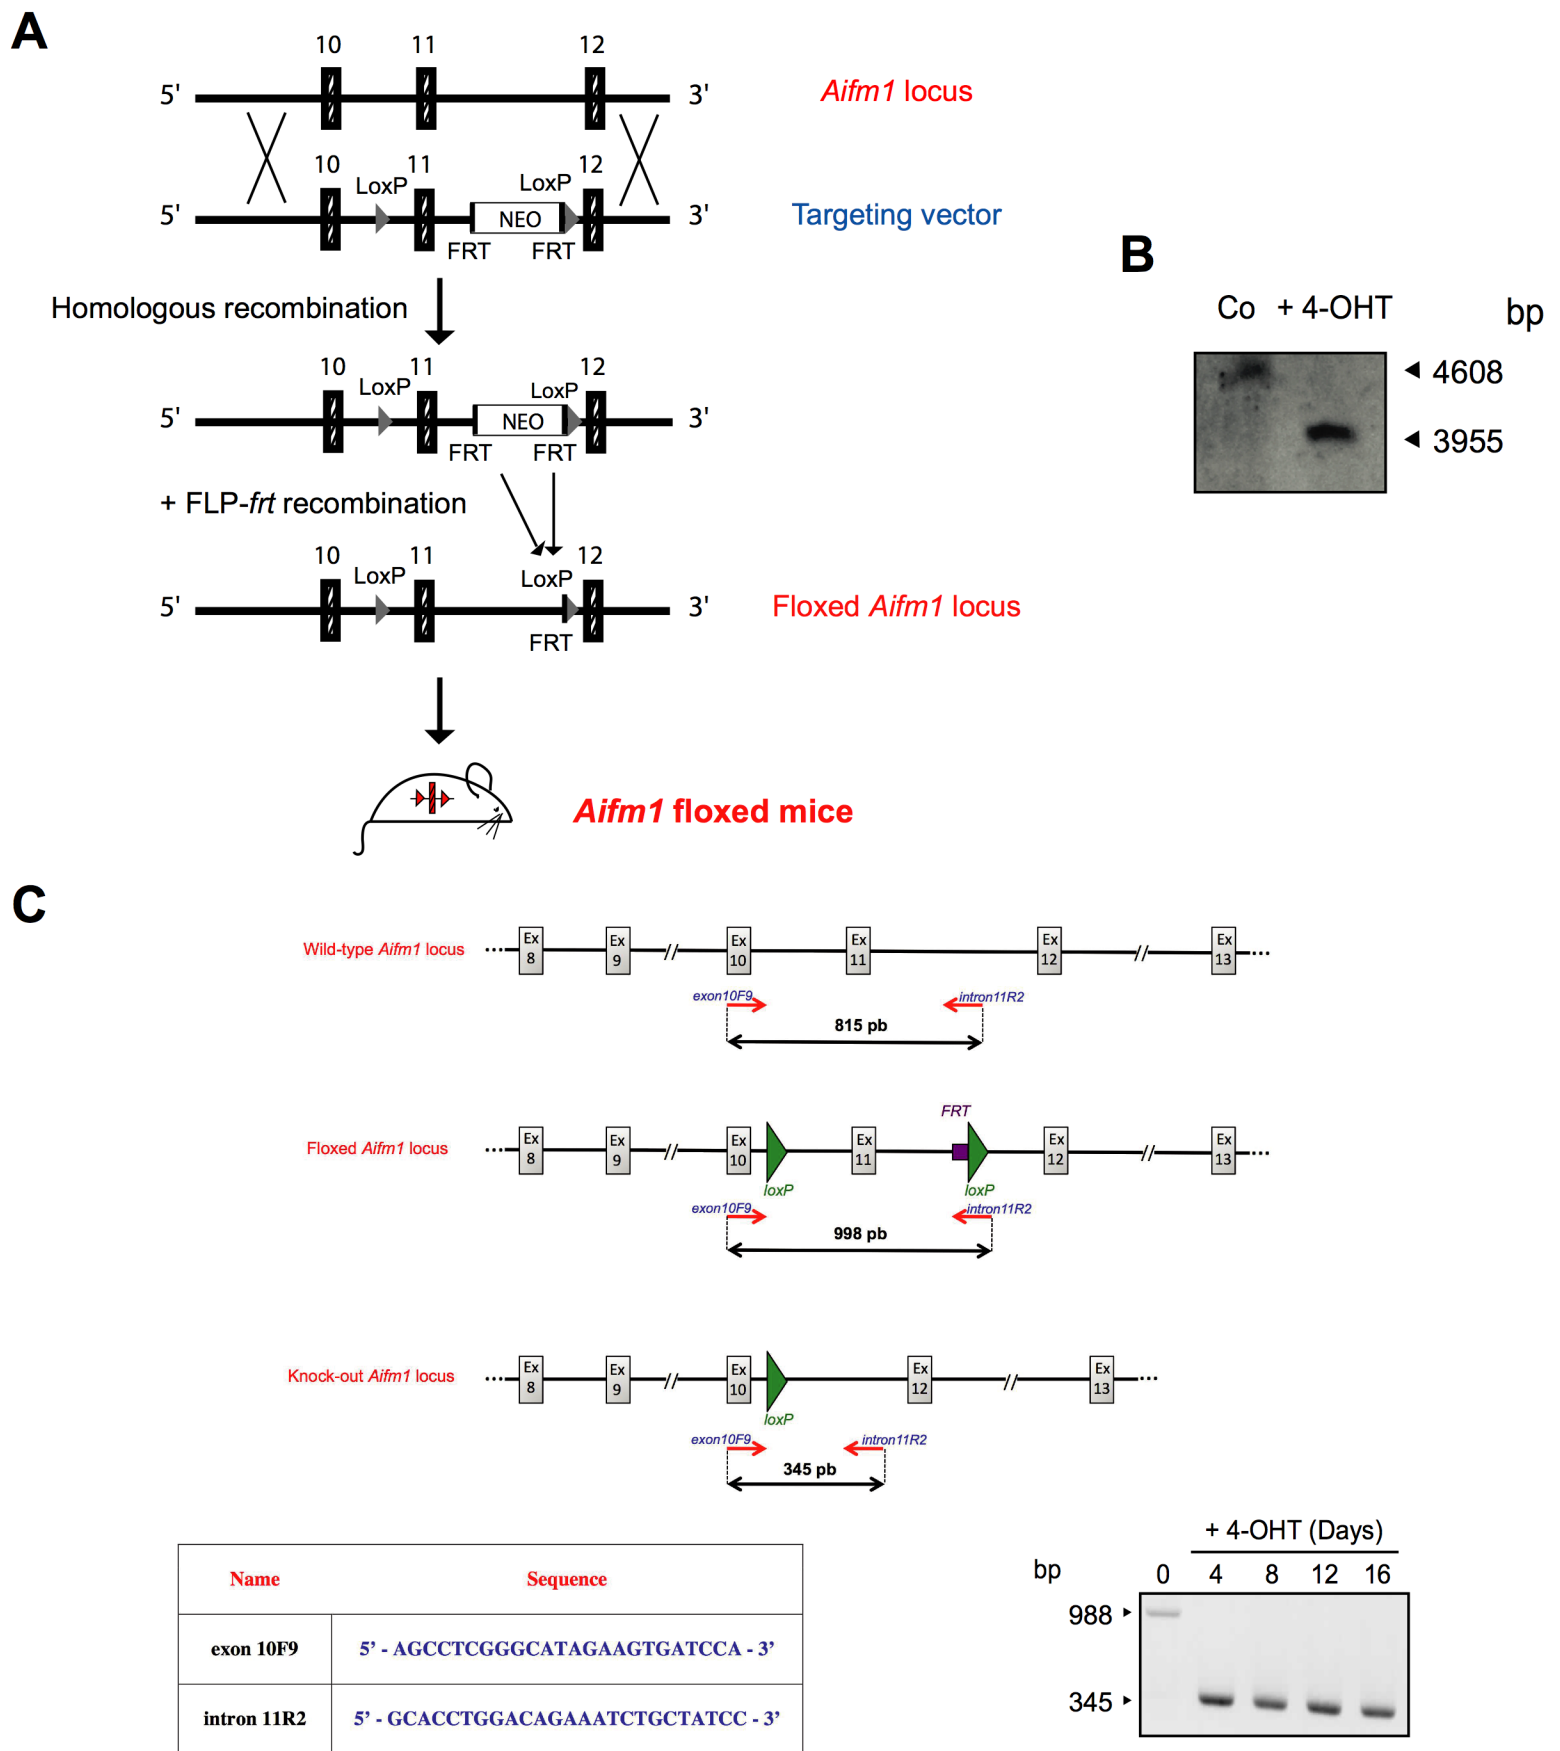 A
10 11 12
5' 3' Aifm1 locus
10 11 12
LoxP LoxP
5' NEO 3' Targeting vector
FRT FRT
Homologous recombination
10 11 12
LoxP LoxP
5' NEO 3'
FRT FRT
+ FLP-frt recombination
10 11 12
LoxP LoxP
5' 3' Floxed Aifm1 locus
FRT
Aifm1 floxed mice
B
Co + 4-OHT bp
4608
3955
C
Wild-type Aifm1 locus
Ex 8 Ex 9 Ex 10 Ex 11 Ex 12 Ex 13
exon10F9 intron11R2
815 pb
FRT
Floxed Aifm1 locus
Ex 8 Ex 9 Ex 10 Ex 11 Ex 12 Ex 13
loxP loxP
exon10F9 intron11R2
998 pb
Knock-out Aifm1 locus
Ex 8 Ex 9 Ex 10 Ex 12 Ex 13
loxP
exon10F9 intron11R2
345 pb
Name Sequence
exon 10F9 5’ - AGCCTCGGGCATAGAAGTGATCCA - 3’
intron 11R2 5’ - GCACCTGGACAGAAATCTGCTATCC - 3’
+ 4-OHT (Days)
bp 0 4 8 12 16
988
345